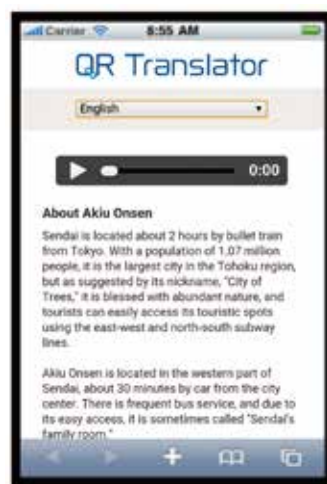 Carrier 8:55 AM
QR Translator
English
0:00
About Akiu Onsen
Sendai is located about 2 hours by bullet train
from Tokyo. With a population of 1,07 million
people, it is the largest city in the Tohoku region,
but as suggested by its nickname, "City of
Trees," it is blessed with abundant nature, and
tourists can easily access its touristic spots
using the east-west and north-south subway
lines.
Akiu Onsen is located in the western part of
Sendai, about 30 minutes by car from the city
center. There is frequent bus service, and due to
its easy access, it is sometimes called "Sendai's
family room."